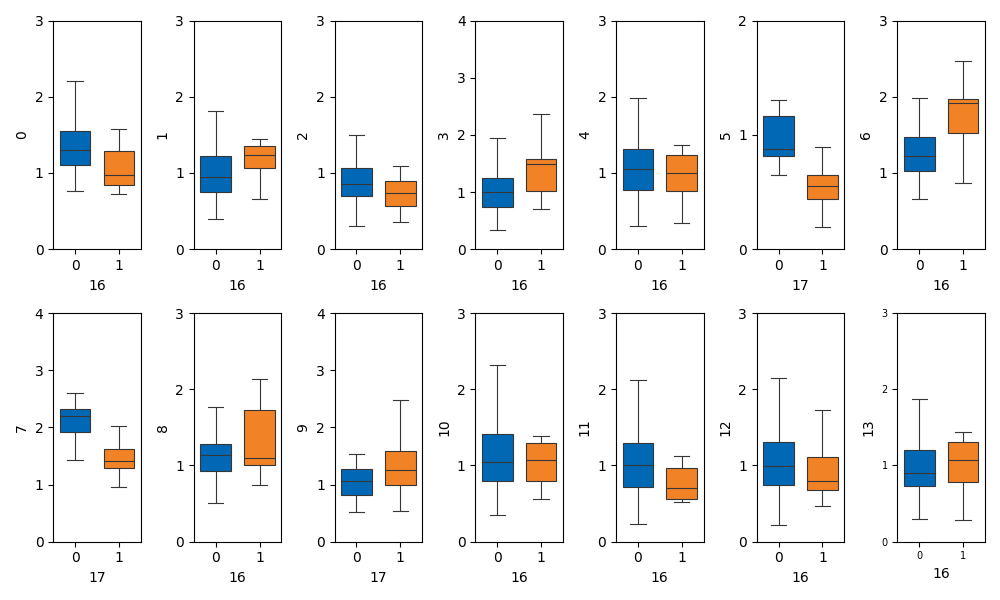 3 3 3 4 3 2 3
2 2 2 3 2 1 2
1 1 1 2 1 0 1
0 0 0 1 0 0
0
0 1 2 3 4 5 6
0 1 0 1 0 1 0 1 0 1 0 1 0 1
16 16 16 16 16 17 16
4 3 4 3 3 3 3
3 2 3 2 2 2 2
2 1 2 1 1 1 1
1 0 1 0 0 0 0
0 0
7 8 9 10 11 12 13
0 1 0 1 0 1 0 1 0 1 0 1 0 1
17 16 17 16 16 16 16